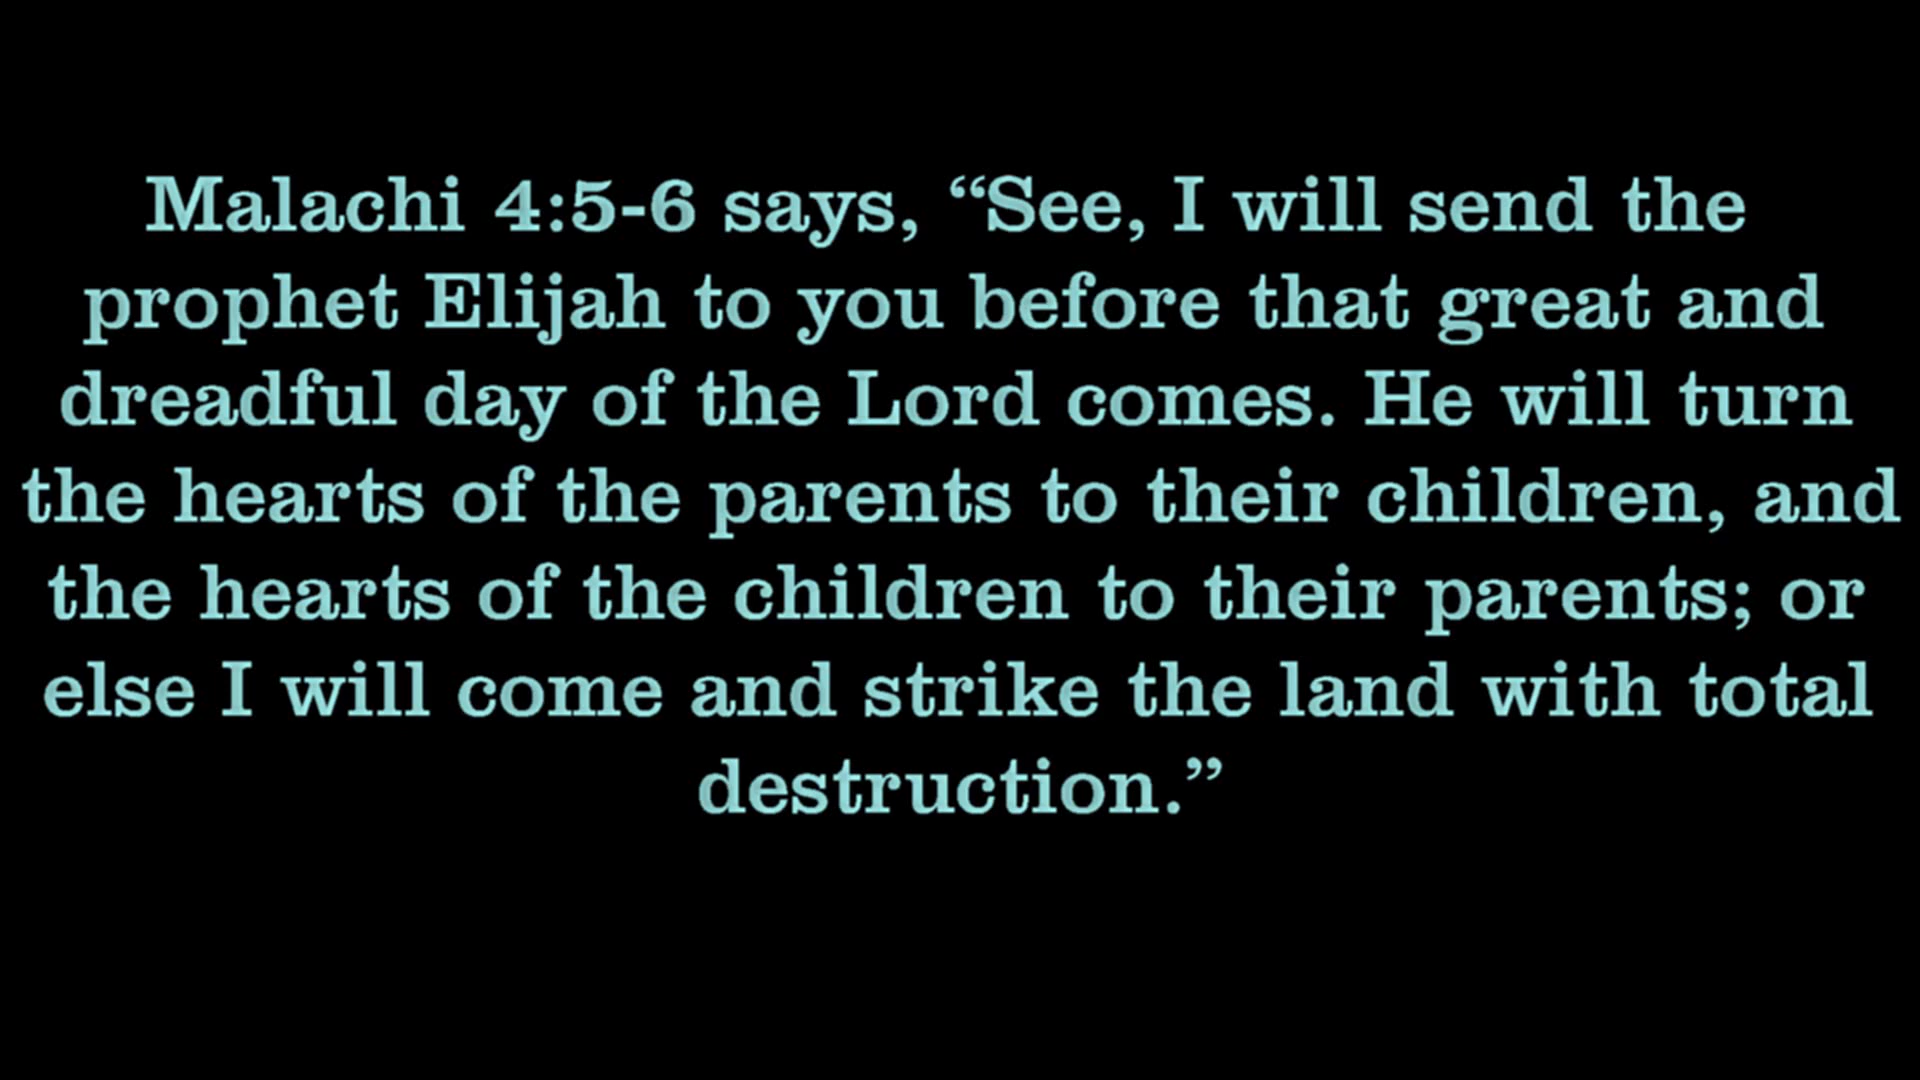 Malachi 4:5-6 says, “See, I will send the
prophet Elijah to you before that great and
dreadful day of the Lord comes. He will turn
the hearts of the parents to their children, and
the hearts of the children to their parents; or
else I will come and strike the land with total
destruction.”